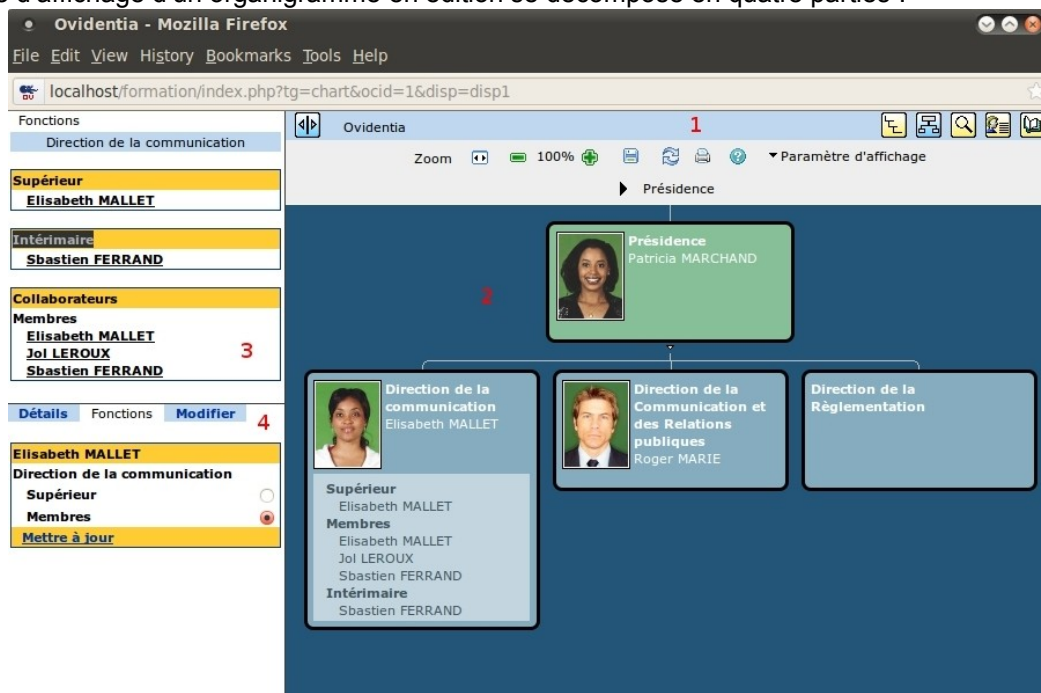 d'affichage d'un organigramme en édition se décompose en quatre parties :
Ovidentia - Mozilla Firefox
File Edit View History Bookmarks Tools Help
localhost/formation/index.php?tg=chart&ocid=1&disp=disp1
Fonctions
Direction de la communication
Supérieur
Elisabeth MALLET
Intérimaire
Sbastien FERRAND
Collaborateurs
Membres
Elisabeth MALLET
Jol LEROUX
Sbastien FERRAND
3
Détails Fonctions Modifier
4
Elisabeth MALLET
Direction de la communication
Supérieur
Membres
Mettre à jour
Ovidentia
1
Zoom 100% Paramètre d'affichage
Présidence
2
Présidence
Patricia MARCHAND
Direction de la
communication
Elisabeth MALLET
Supérieur
Elisabeth MALLET
Membres
Elisabeth MALLET
Jol LEROUX
Sbastien FERRAND
Intérimaire
Sbastien FERRAND
Direction de la
Communication et
des Relations
publiques
Roger MARIE
Direction de la
Règlementation